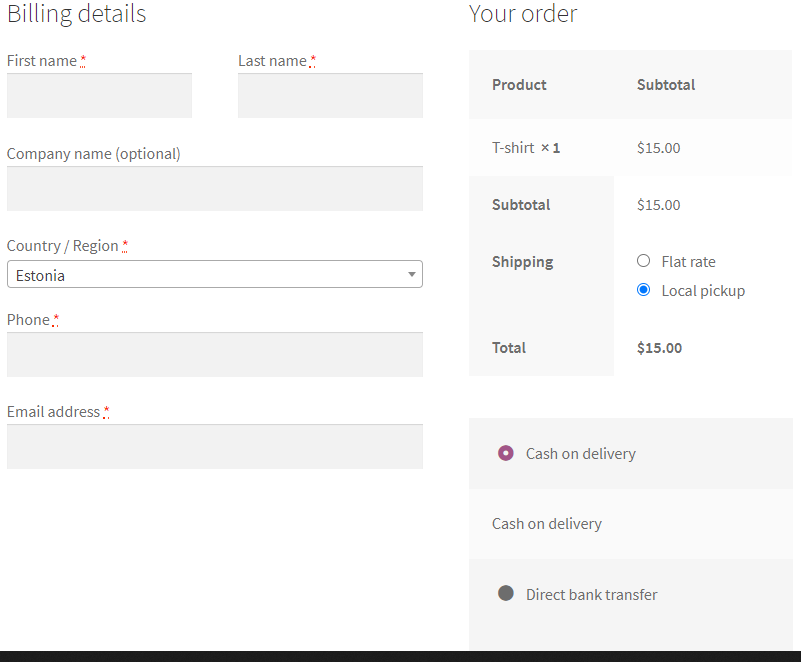 Billing details
First name *
Last name *
Company name (optional)
Country / Region *
Estonia
Phone *
Email address *
Your order
Product Subtotal
T-shirt × 1 $15.00
Subtotal $15.00
Shipping Flat rate
Local pickup
Total $15.00
Cash on delivery
Cash on delivery
Direct bank transfer